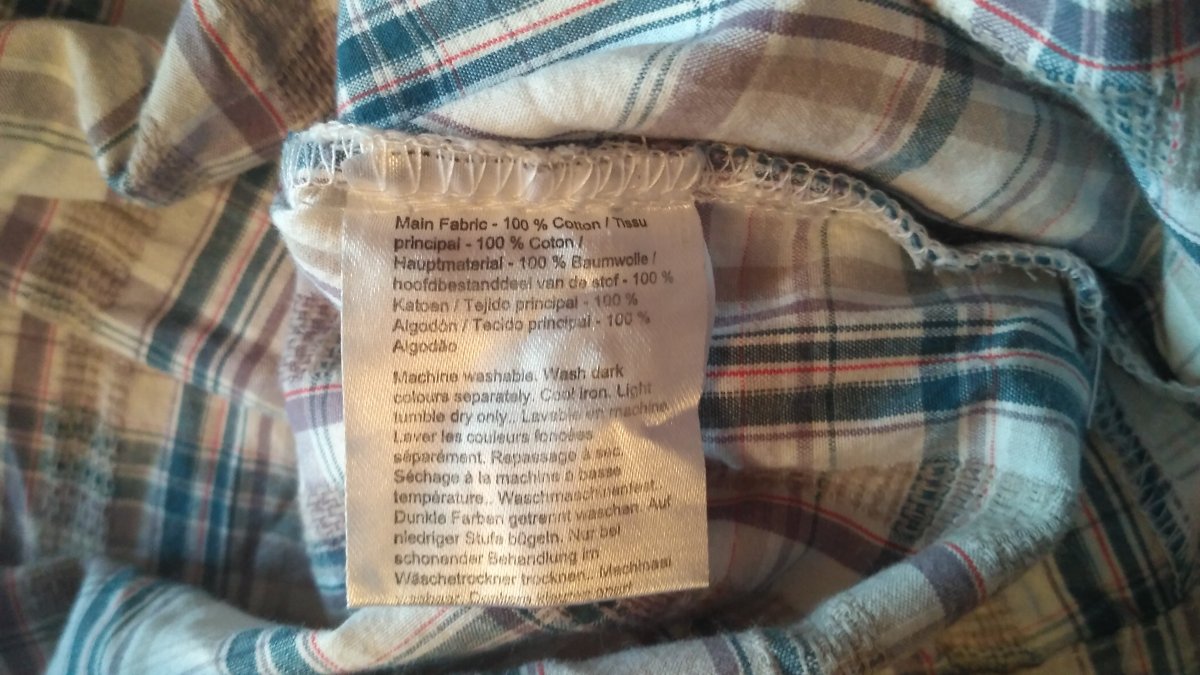 Main Fabric - 100 % Cotton / Tissu
principal - 100 % Coton /
Hauptmaterial - 100 % Baumwolle /
hoofdbestanddeel van de stof - 100 %
Katoen / Tejido principal - 100 %
Algodón / Tecido principal - 100 %
Algodão
Machine washable. Wash dark
colours separately. Cool iron. Light
tumble dry only.. Lavable en machine.
Laver les couleurs foncées
séparément. Repassage à sec.
Séchage à la machine à basse
température.. Waschmaschinenfest.
Dunkle Farben getrennt waschen. Auf
niedriger Stufe bügeln. Nur bei
schonender Behandlung im
Wäschetrockner trocknen.. Machinaal